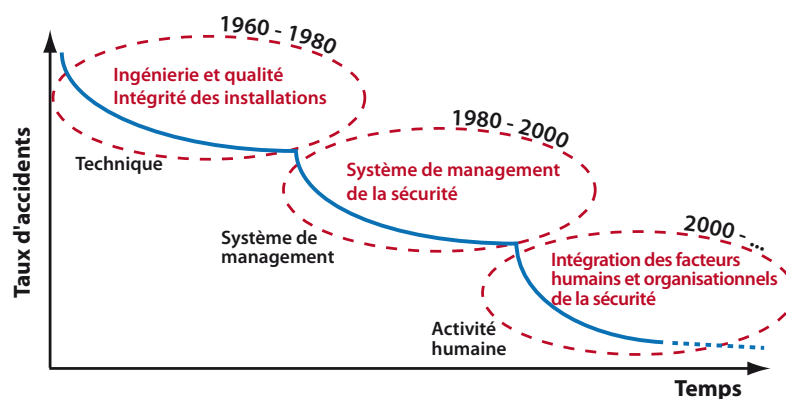 1960 - 1980
Ingénierie et qualité
Intégrité des installations
Technique
1980 - 2000
Système de management
de la sécurité
Système de
management
2000 - ...
Intégration des facteurs
humains et organisationnels
de la sécurité
Activité
humaine
Taux d'accidents
Temps